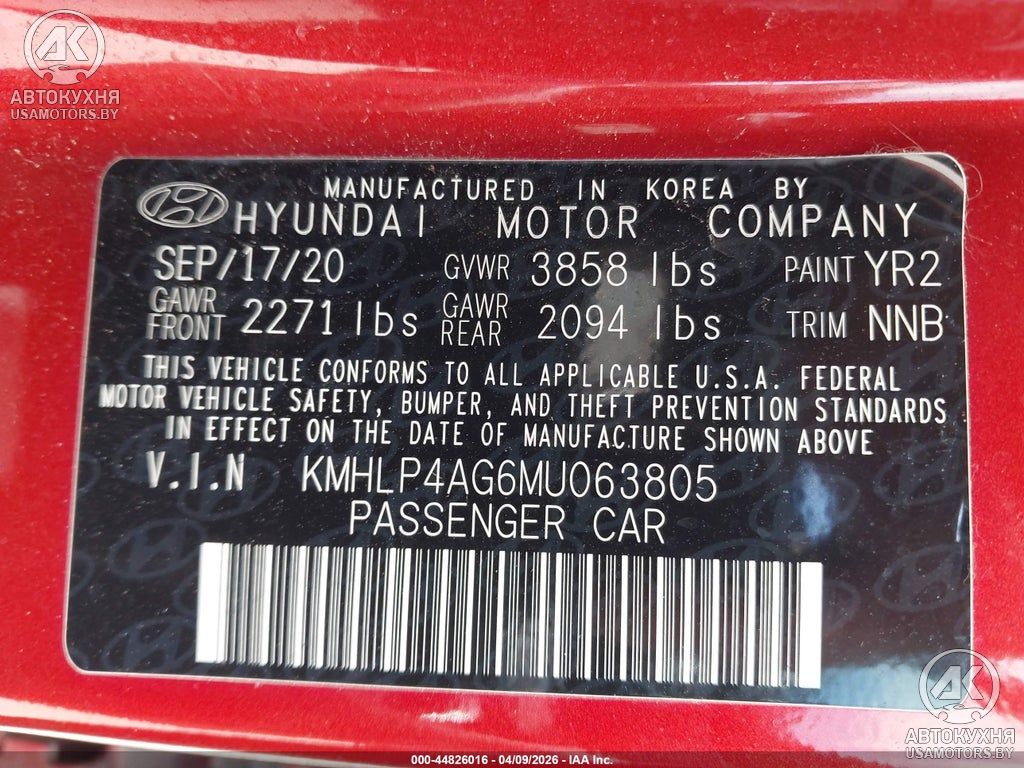 АК
АВТОКУХНЯ
USAMOTORS.BY
MANUFACTURED IN KOREA BY
HYUNDAI MOTOR COMPANY
SEP/17/20 GVWR 3858 lbs PAINT YR2
GAWR FRONT 2271 lbs GAWR REAR 2094 lbs TRIM NNB
THIS VEHICLE CONFORMS TO ALL APPLICABLE U.S.A. FEDERAL
MOTOR VEHICLE SAFETY, BUMPER, AND THEFT PREVENTION STANDARDS
IN EFFECT ON THE DATE OF MANUFACTURE SHOWN ABOVE
V.I.N KMHLP4AG6MU063805
PASSENGER CAR
АК
АВТОКУХНЯ
USAMOTORS.BY
000-44826016 - 04/09/2026 - IAA Inc.